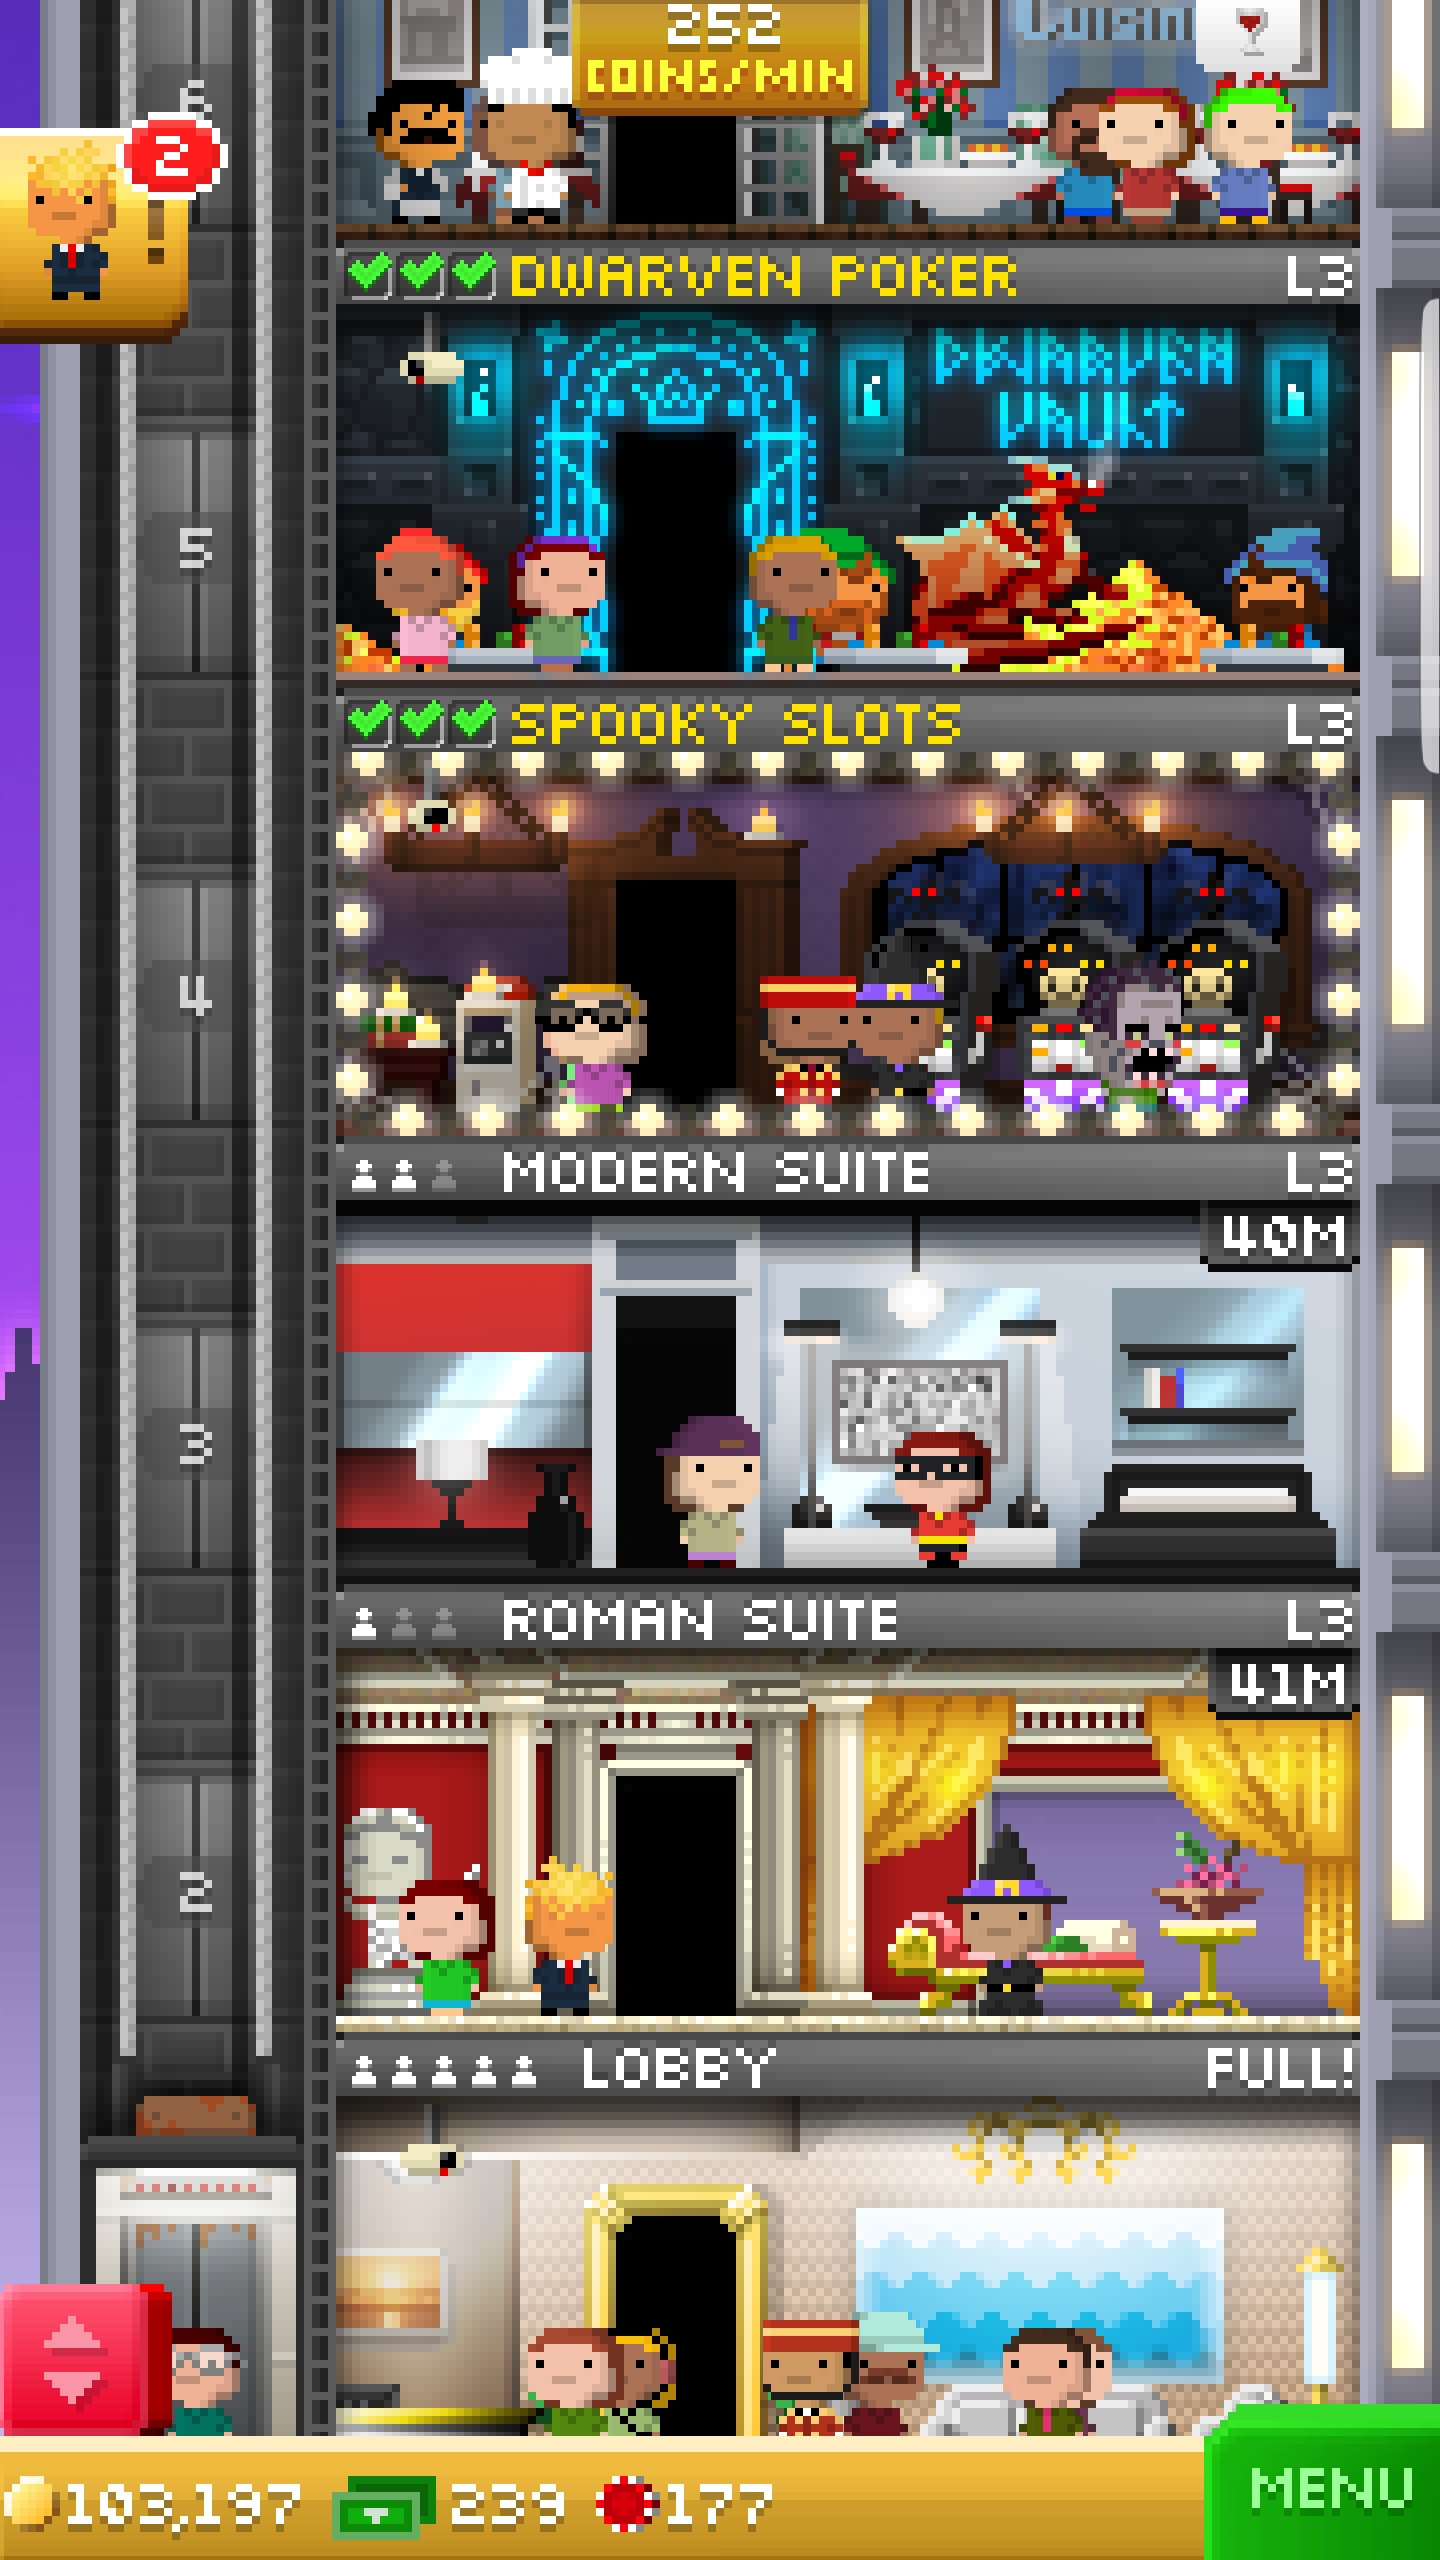 252
COINS/MIN
Cuisin
6
2
!
DWARVEN POKER L3
DWARVEN
VAULT
5
SPOOKY SLOTS L3
4
MODERN SUITE L3
40M
3
ROMAN SUITE L3
41M
2
LOBBY FULL!
103,197 239 177
MENU